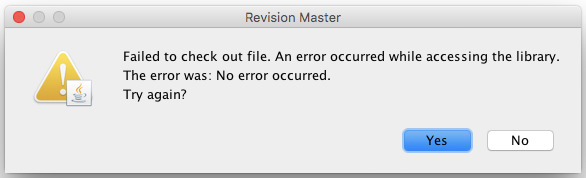 Revision Master
Failed to check out file. An error occurred while accessing the library.
The error was: No error occurred.
Try again?
Yes
No